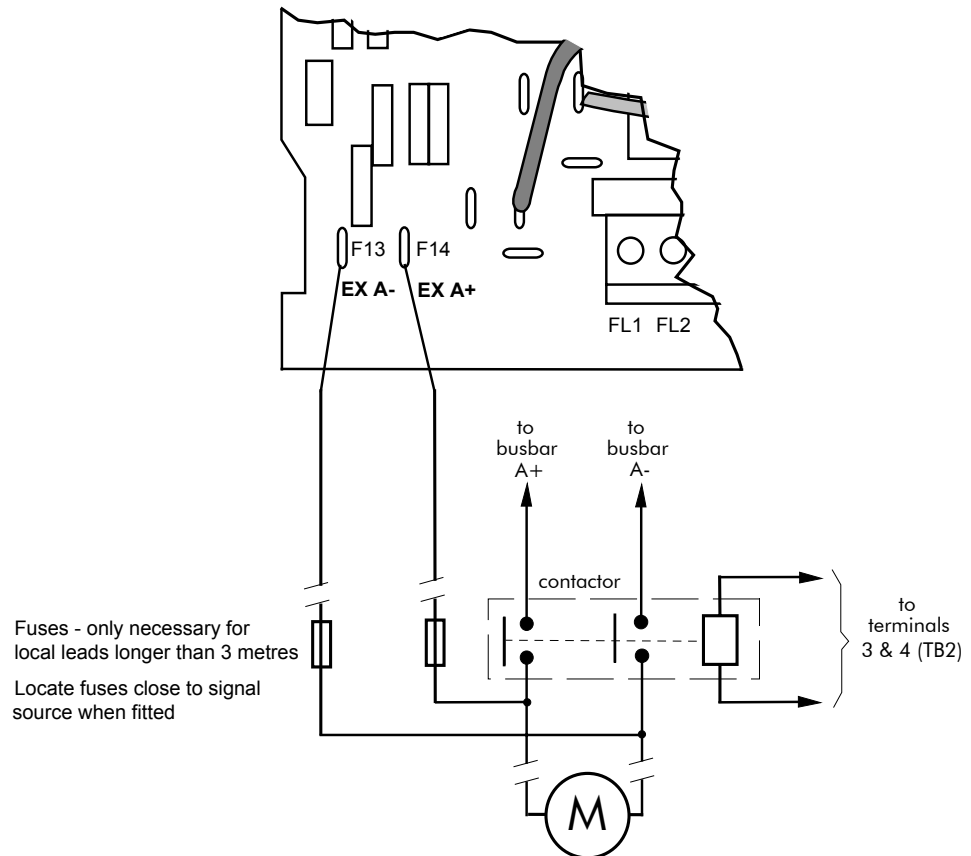 F13
F14
EX A-
EX A+
FL1
FL2
to
busbar
A+
to
busbar
A-
contactor
Fuses - only necessary for
local leads longer than 3 metres
Locate fuses close to signal
source when fitted
to
terminals
3 & 4 (TB2)
M